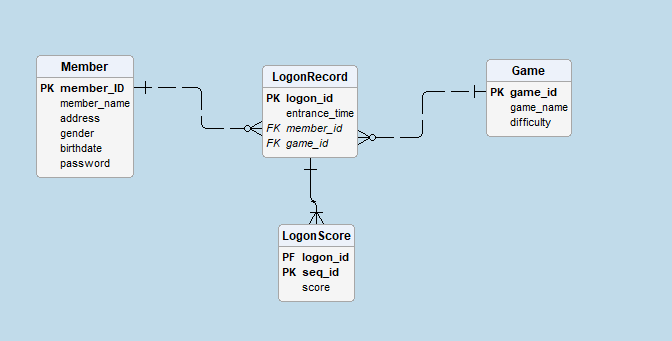 Member
PK member_ID
member_name
address
gender
birthdate
password
LogonRecord
PK logon_id
entrance_time
FK member_id
FK game_id
Game
PK game_id
game_name
difficulty
LogonScore
PF logon_id
PK seq_id
score